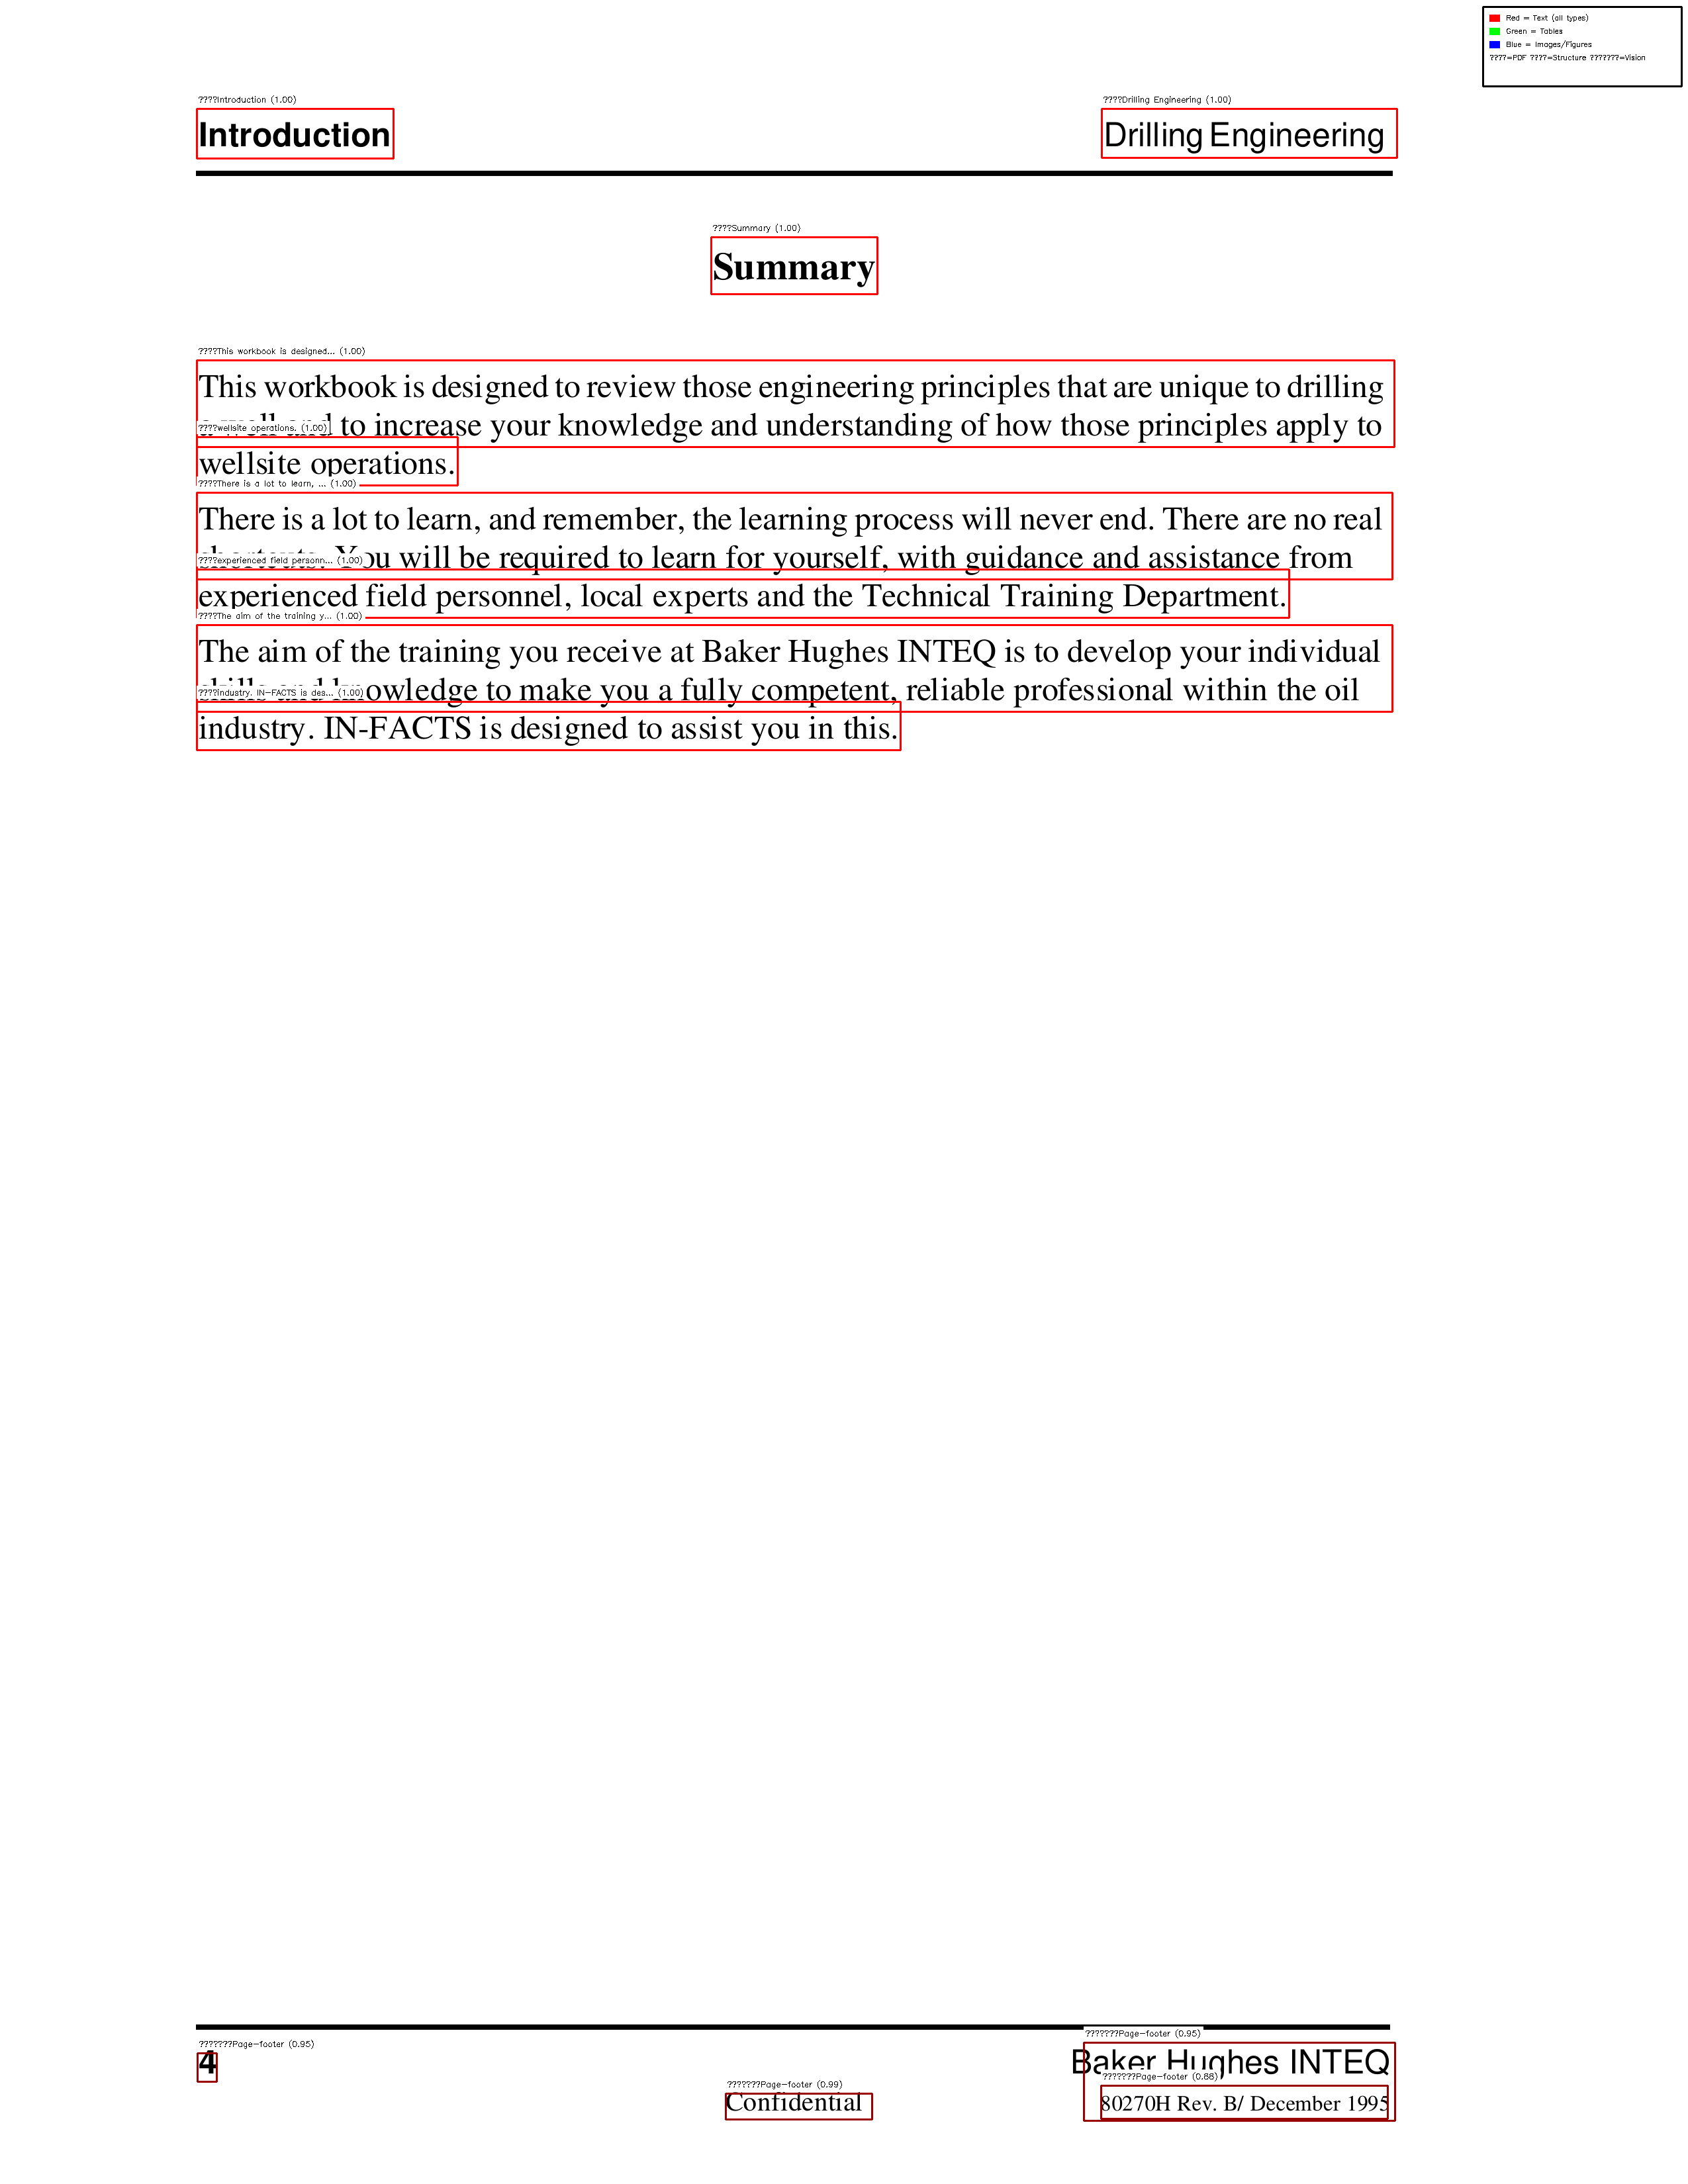 Red = Text (all types)
Green = Tables
Blue = Images/Figures
????=PDF ????=Structure ???????=Vision
????Introduction (1.00)
????Drilling Engineering (1.00)
Introduction
Drilling Engineering
????Summary (1.00)
Summary
????This workbook is designed... (1.00)
This workbook is designed to review those engineering principles that are unique to drilling
to increase your knowledge and understanding of how those principles apply to
????wellsite operations. (1.00)
wellsite operations.
????There is a lot to learn, ... (1.00)
There is a lot to learn, and remember, the learning process will never end. There are no real
You will be required to learn for yourself, with guidance and assistance from
????experienced field personn... (1.00)
experienced field personnel, local experts and the Technical Training Department.
????The aim of the training y... (1.00)
The aim of the training you receive at Baker Hughes INTEQ is to develop your individual
knowledge to make you a fully competent, reliable professional within the oil
????industry. IN-FACTS is des... (1.00)
industry. IN-FACTS is designed to assist you in this.
???????Page-footer (0.95)
4
???????Page-footer (0.95)
Baker Hughes INTEQ
???????Page-footer (0.99)
Confidential
???????Page-footer (0.88)
80270H Rev. B/ December 1995